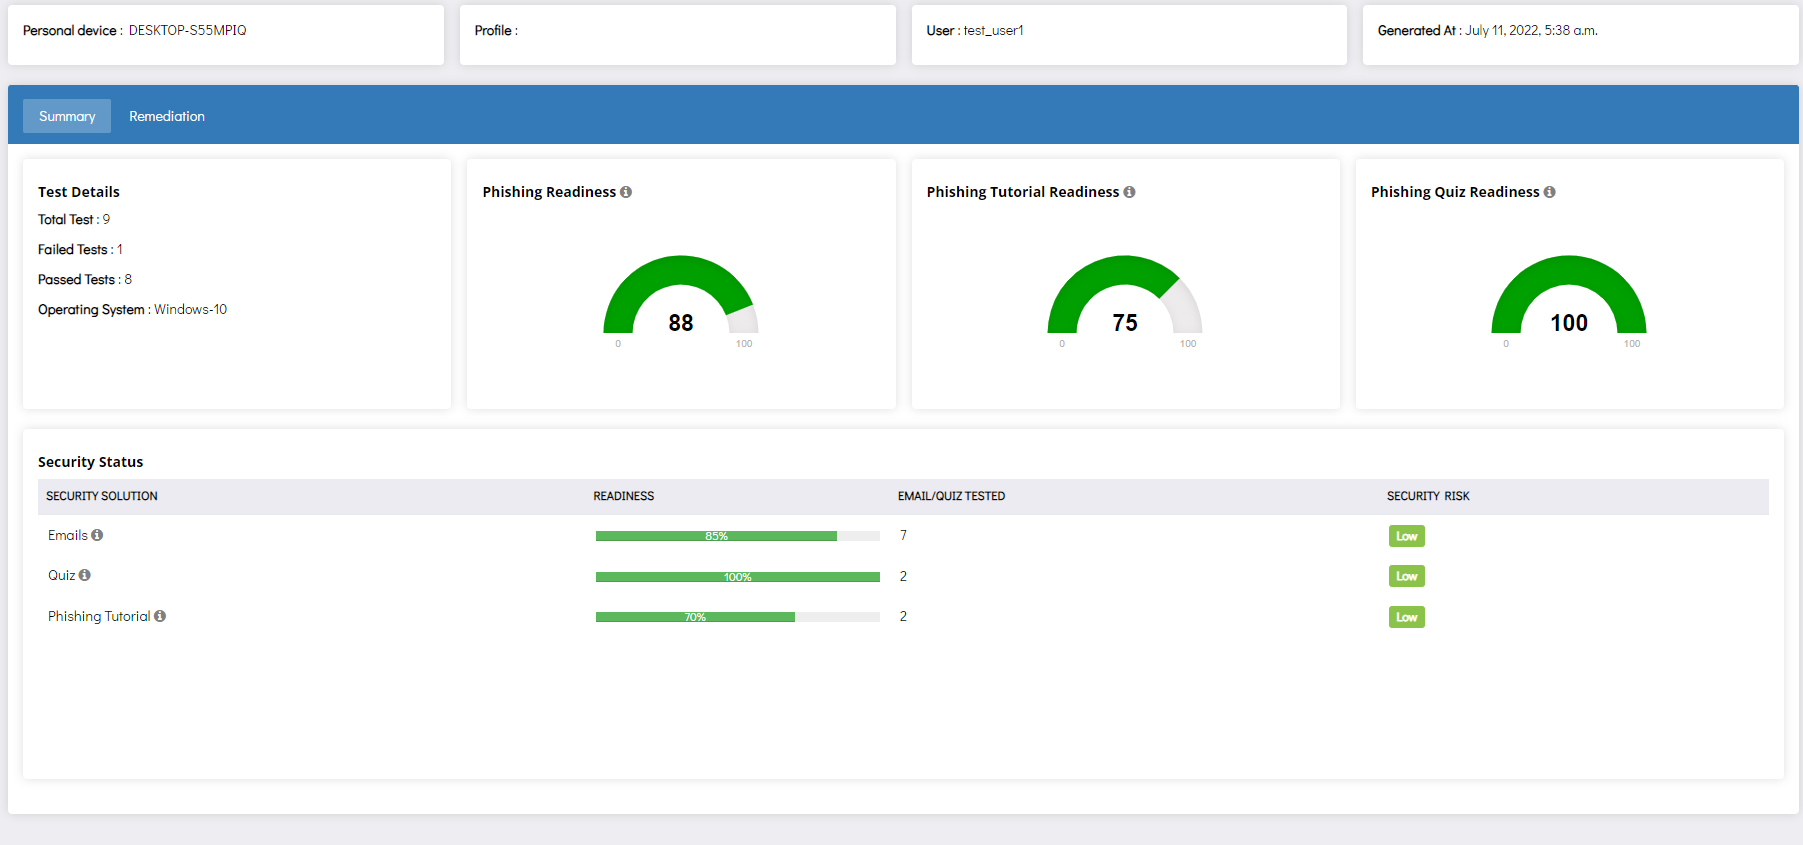 Personal device : DESKTOP-S55MPIQ
Profile :
User : test_user1
Generated At : July 11, 2022, 5:38 a.m.
Summary
Remediation
Test Details
Total Test : 9
Failed Tests : 1
Passed Tests : 8
Operating System : Windows-10
Phishing Readiness
88
0 100
Phishing Tutorial Readiness
75
0 100
Phishing Quiz Readiness
100
0 100
Security Status
SECURITY SOLUTION READINESS EMAIL/QUIZ TESTED SECURITY RISK
Emails 85% 7 Low
Quiz 100% 2 Low
Phishing Tutorial 70% 2 Low